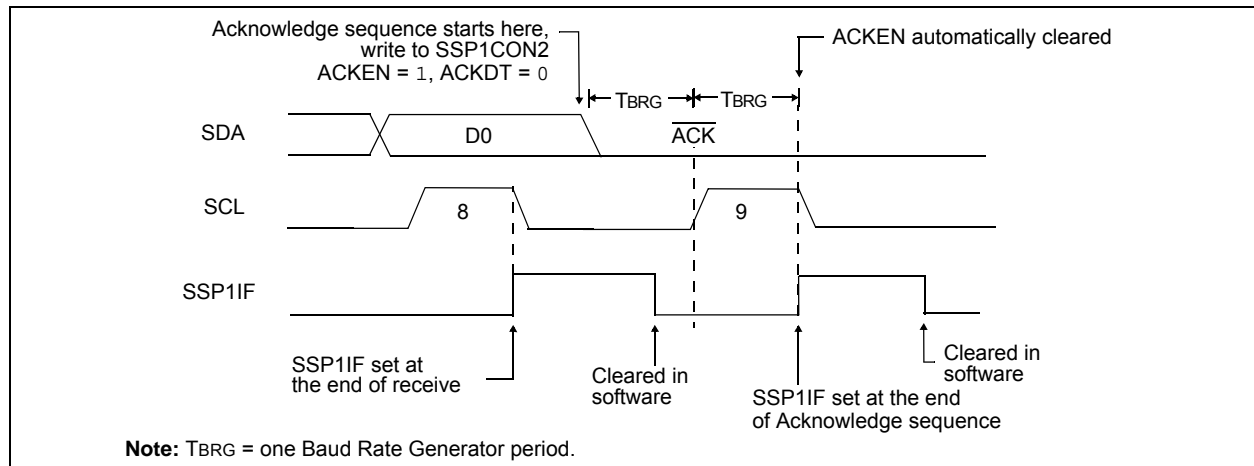 Acknowledge sequence starts here,
write to SSP1CON2
ACKEN = 1, ACKDT = 0
ACKEN automatically cleared
TBRG
TBRG
SDA
D0
ACK
SCL
8
9
SSP1IF
SSP1IF set at
the end of receive
Cleared in
software
SSP1IF set at the end
of Acknowledge sequence
Cleared in
software
Note: TBRG = one Baud Rate Generator period.